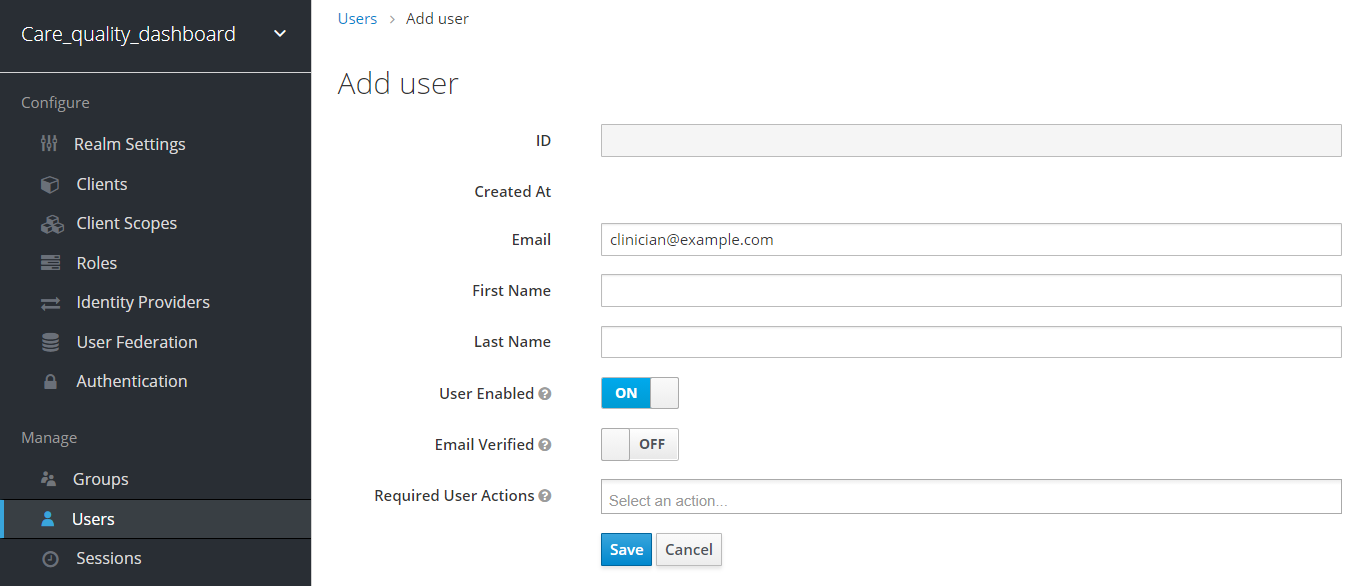 Care_quality_dashboard
Configure
Realm Settings
Clients
Client Scopes
Roles
Identity Providers
User Federation
Authentication
Manage
Groups
Users
Sessions
Users > Add user
Add user
ID
Created At
Email clinician@example.com
First Name
Last Name
User Enabled ? ON
Email Verified ? OFF
Required User Actions ? Select an action...
Save Cancel